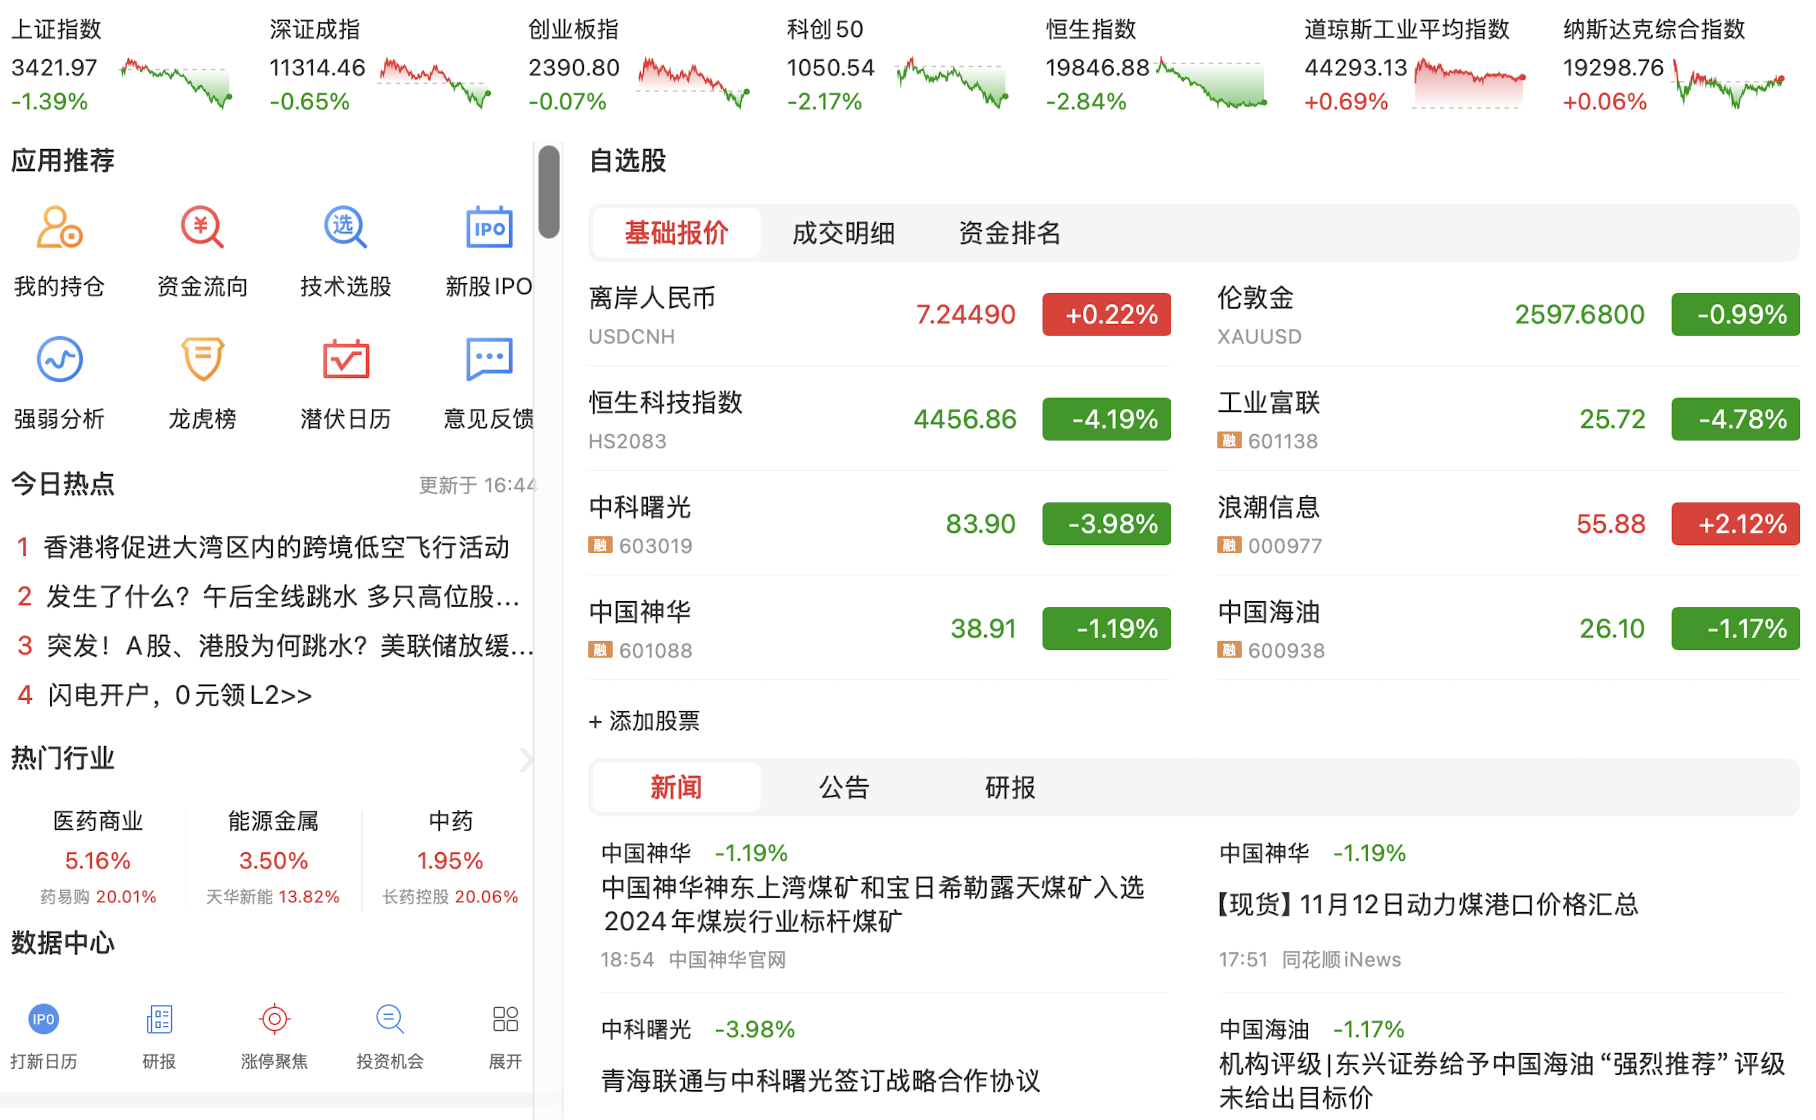 上证指数
3421.97
-1.39%
深证成指
11314.46
-0.65%
创业板指
2390.80
-0.07%
科创50
1050.54
-2.17%
恒生指数
19846.88
-2.84%
道琼斯工业平均指数
44293.13
+0.69%
纳斯达克综合指数
19298.76
+0.06%
应用推荐
我的持仓
¥
资金流向
选
技术选股
IPO
新股IPO
强弱分析
龙虎榜
潜伏日历
意见反馈
今日热点
更新于 16:44
1 香港将促进大湾区内的跨境低空飞行活动
2 发生了什么？午后全线跳水 多只高位股...
3 突发！A股、港股为何跳水？美联储放缓...
4 闪电开户，0元领L2>>
热门行业
医药商业
5.16%
药易购 20.01%
能源金属
3.50%
天华新能 13.82%
中药
1.95%
长药控股 20.06%
数据中心
IPO
打新日历
研报
涨停聚焦
投资机会
展开
自选股
基础报价 成交明细 资金排名
离岸人民币
USDCNH
7.24490
+0.22%
伦敦金
XAUUSD
2597.6800
-0.99%
恒生科技指数
HS2083
4456.86
-4.19%
工业富联
融 601138
25.72
-4.78%
中科曙光
融 603019
83.90
-3.98%
浪潮信息
融 000977
55.88
+2.12%
中国神华
融 601088
38.91
-1.19%
中国海油
融 600938
26.10
-1.17%
+ 添加股票
新闻 公告 研报
中国神华 -1.19%
中国神华神东上湾煤矿和宝日希勒露天煤矿入选
2024年煤炭行业标杆煤矿
18:54 中国神华官网
中国神华 -1.19%
【现货】11月12日动力煤港口价格汇总
17:51 同花顺iNews
中科曙光 -3.98%
青海联通与中科曙光签订战略合作协议
中国海油 -1.17%
机构评级|东兴证券给予中国海油“强烈推荐”评级
未给出目标价